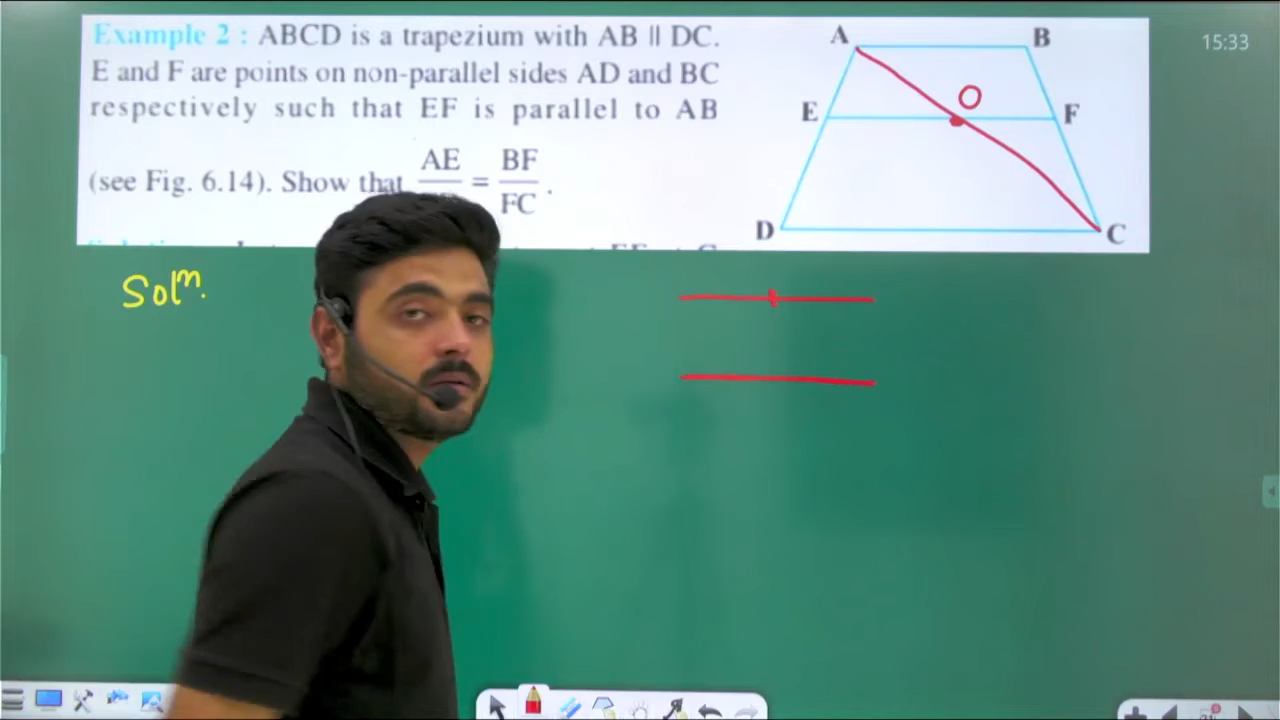 Example 2 : ABCD is a trapezium with AB || DC.
E and F are points on non-parallel sides AD and BC
respectively such that EF is parallel to AB
(see Fig. 6.14). Show that AE = BF/FC.
A
B
15:33
O
E
F
D
C
Solⁿ.